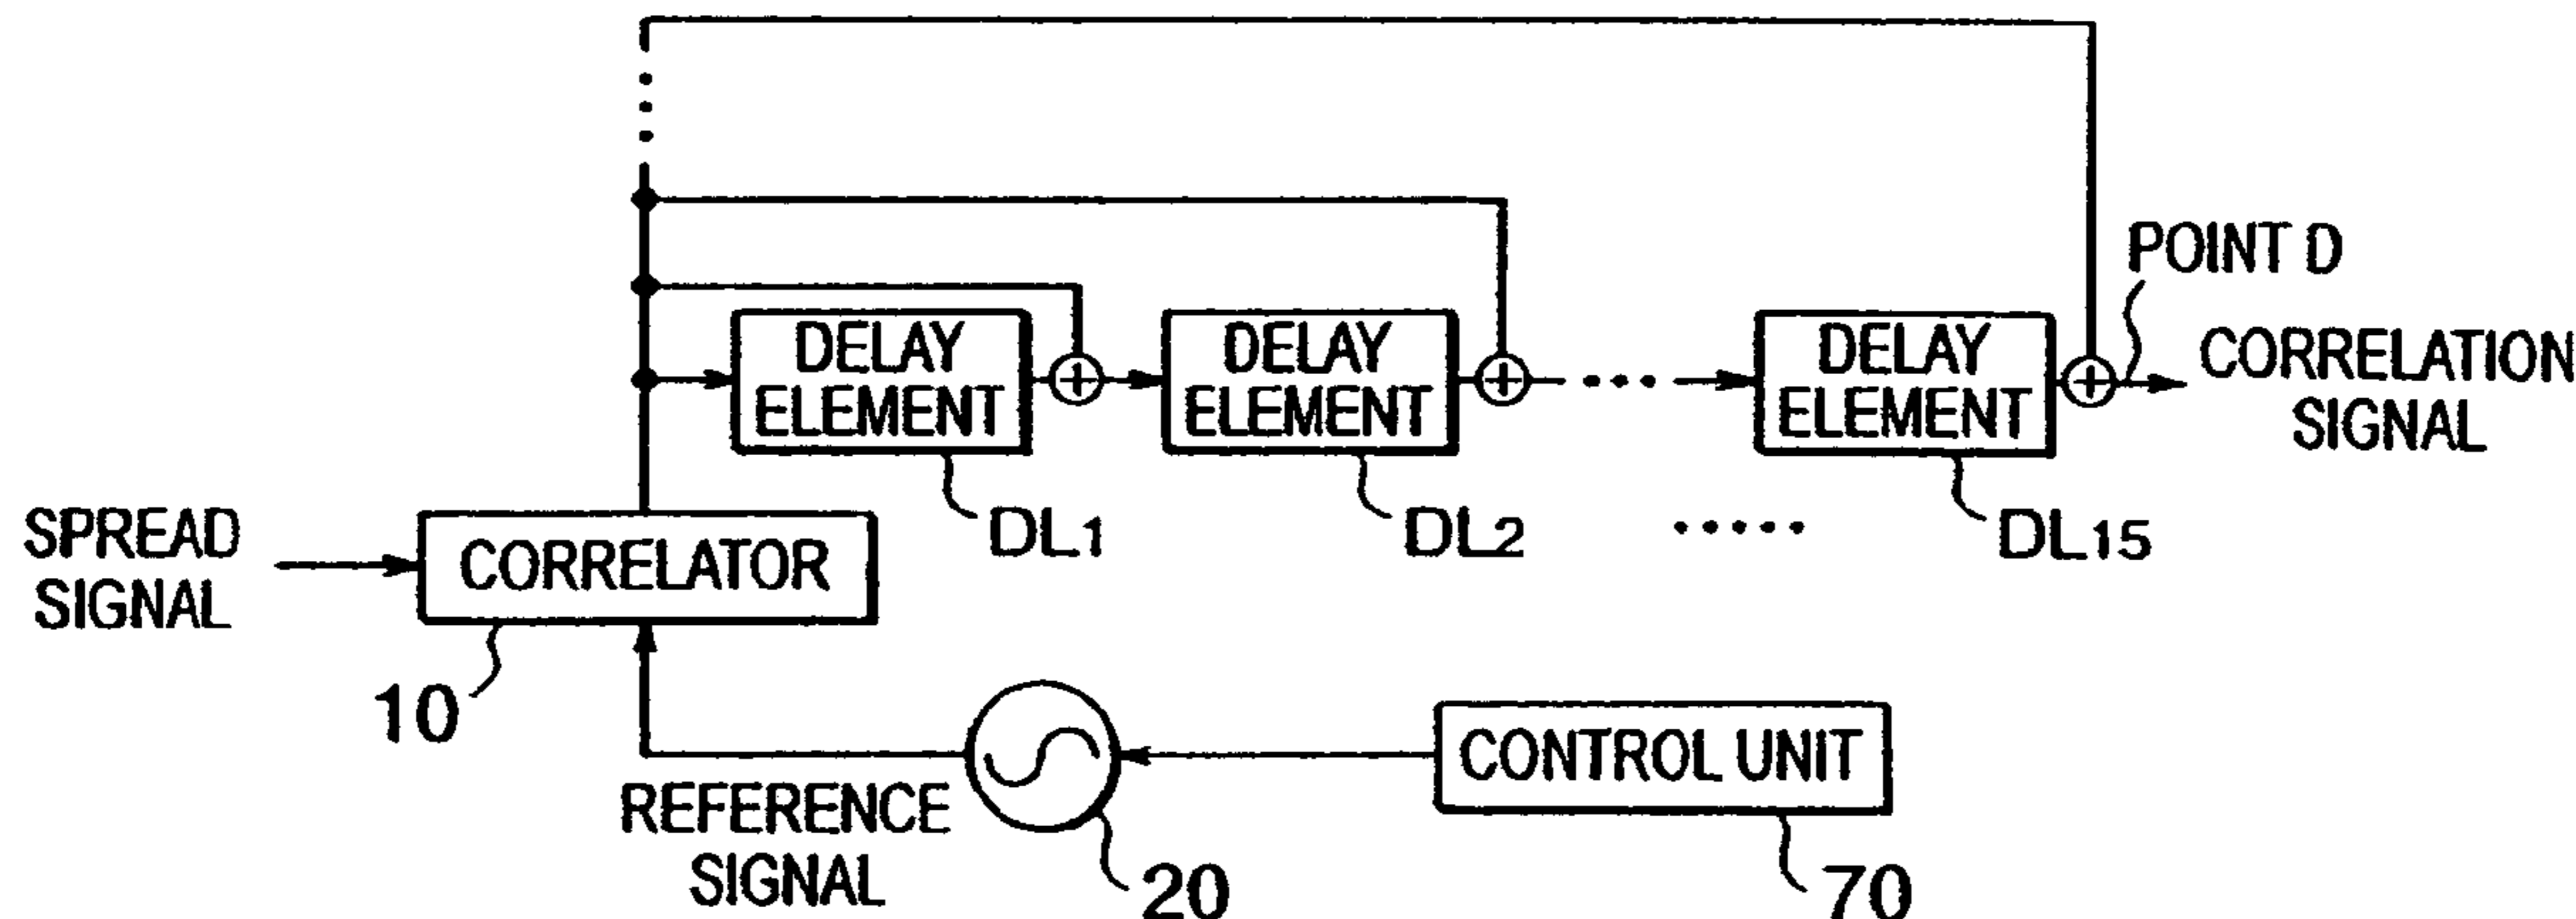 POINT D
DELAY
ELEMENT
DELAY
ELEMENT
DELAY
ELEMENT
CORRELATION
SIGNAL
DL1
DL2
.....
DL15
SPREAD
SIGNAL
CORRELATOR
10
REFERENCE
SIGNAL
20
CONTROL UNIT
70